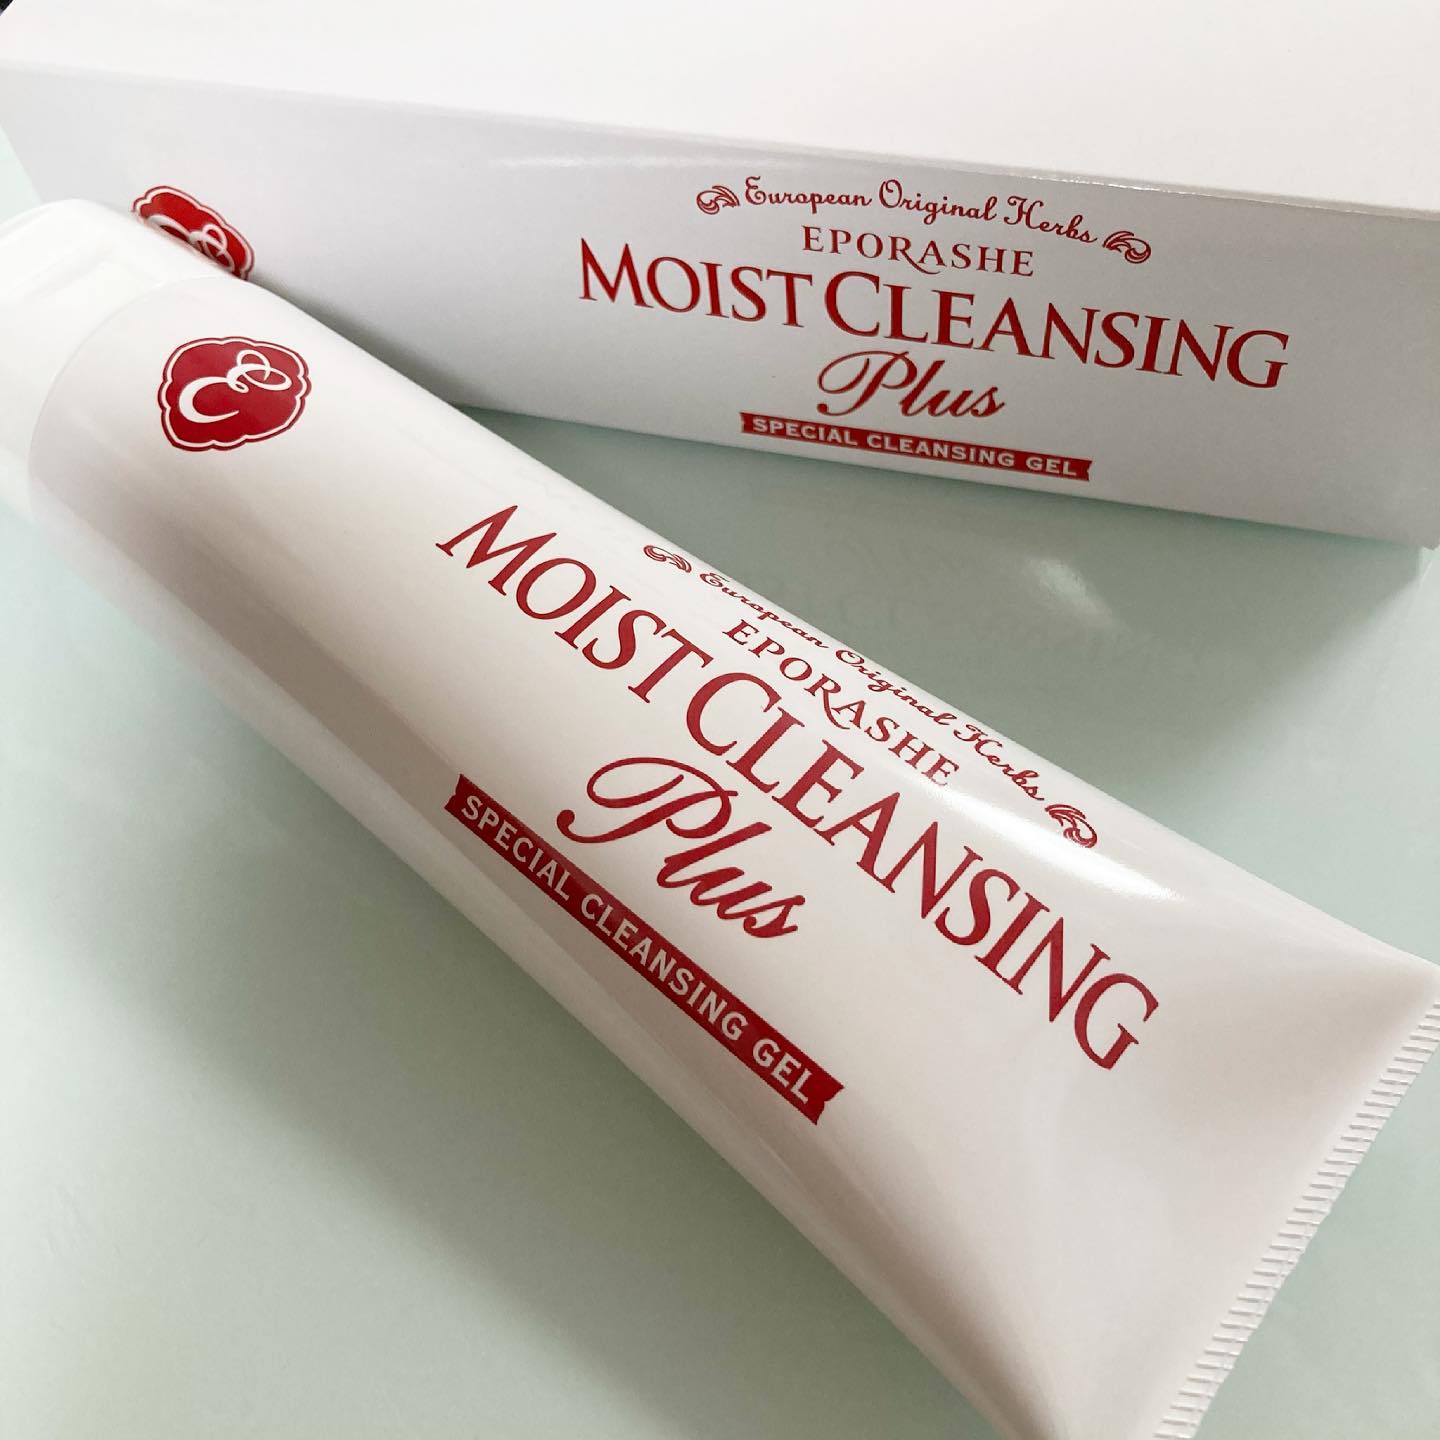 European Original Herbs
EPORASHE
MOIST CLEANSING
Plus
SPECIAL CLEANSING GEL
E
European Original Herbs
EPORASHE
MOIST CLEANSING
Plus
SPECIAL CLEANSING GEL